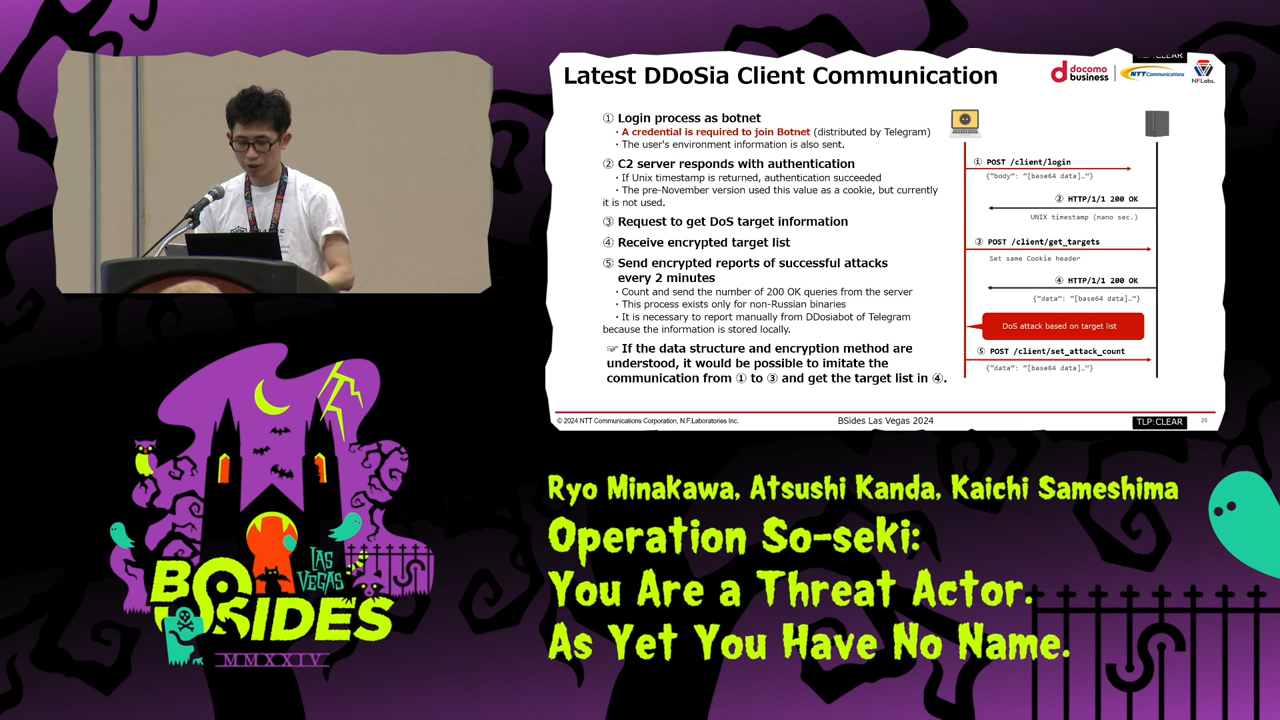 TLP:CLEAR
Latest DDoSia Client Communication
docomo business
NTT Communications
NFLabs.
① Login process as botnet
・A credential is required to join Botnet (distributed by Telegram)
・The user's environment information is also sent.
② C2 server responds with authentication
・If Unix timestamp is returned, authentication succeeded
・The pre-November version used this value as a cookie, but currently
it is not used.
③ Request to get DoS target information
④ Receive encrypted target list
⑤ Send encrypted reports of successful attacks
every 2 minutes
・Count and send the number of 200 OK queries from the server
・This process exists only for non-Russian binaries
・It is necessary to report manually from DDosiabot of Telegram
because the information is stored locally.
☞ If the data structure and encryption method are
understood, it would be possible to imitate the
communication from ① to ③ and get the target list in ④.
① POST /client/login
{"body": "[base64 data]…"}
② HTTP/1/1 200 OK
UNIX timestamp (nano sec.)
③ POST /client/get_targets
Set same Cookie header
④ HTTP/1/1 200 OK
{"data": "[base64 data]…"}
DoS attack based on target list
⑤ POST /client/set_attack_count
{"data": "[base64 data]…"}
© 2024 NTT Communications Corporation, N.F.Laboratories Inc.
BSides Las Vegas 2024
TLP:CLEAR
26
LAS
VEGAS
BSIDES
MMXXIV
Ryo Minakawa, Atsushi Kanda, Kaichi Sameshima
Operation So-seki:
You Are a Threat Actor.
As Yet You Have No Name.